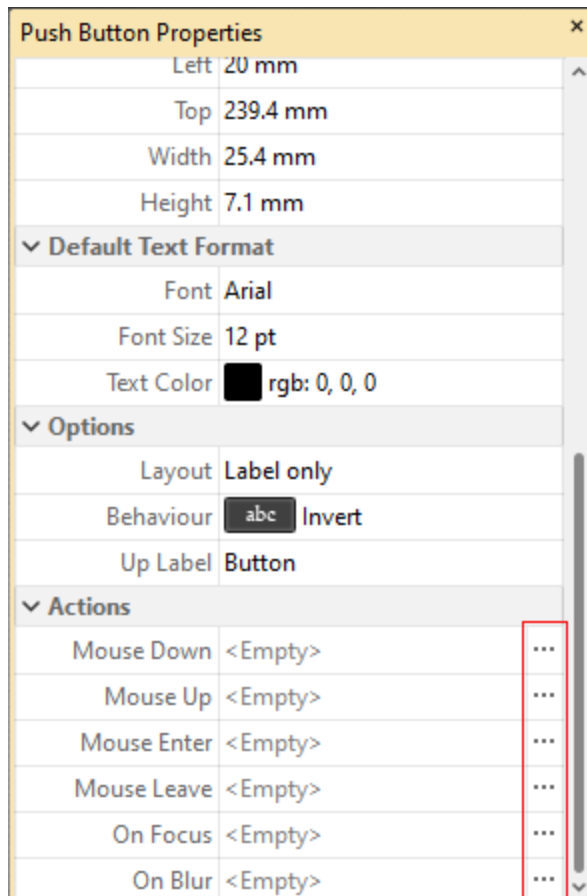 Push Button Properties
Left 20 mm
Top 239.4 mm
Width 25.4 mm
Height 7.1 mm
Default Text Format
Font Arial
Font Size 12 pt
Text Color rgb: 0, 0, 0
Options
Layout Label only
Behaviour abc Invert
Up Label Button
Actions
Mouse Down <Empty> ...
Mouse Up <Empty> ...
Mouse Enter <Empty> ...
Mouse Leave <Empty> ...
On Focus <Empty> ...
On Blur <Empty> ...